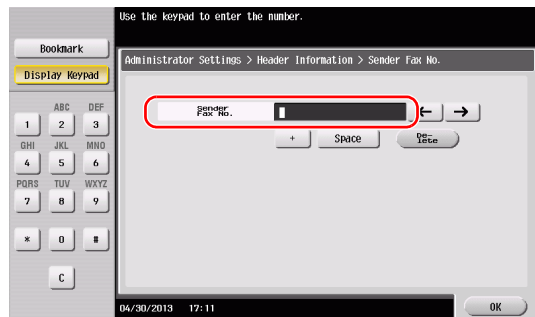 Use the keypad to enter the number.
Bookmark
Display Keypad
Administrator Settings > Header Information > Sender Fax No.
ABC DEF
1 2 3
GHI JKL MNO
4 5 6
PQRS TUV WXYZ
7 8 9
* 0 #
C
Sender
Fax No.
← →
+ Space De-
lete
04/30/2013 17:11
OK